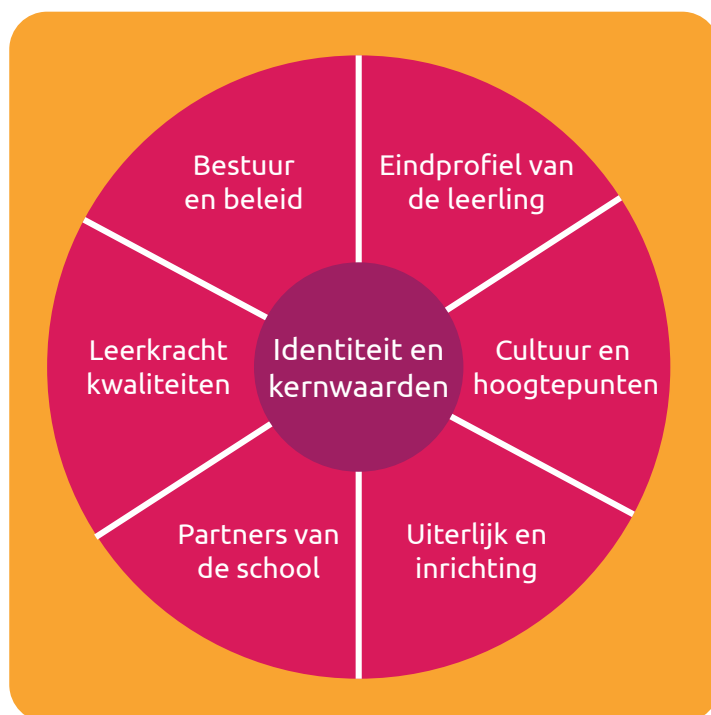 Bestuur
en beleid
Eindprofiel van
de leerling
Leerkracht
kwaliteiten
Identiteit en
kernwaarden
Cultuur en
hoogtepunten
Partners van
de school
Uiterlijk en
inrichting